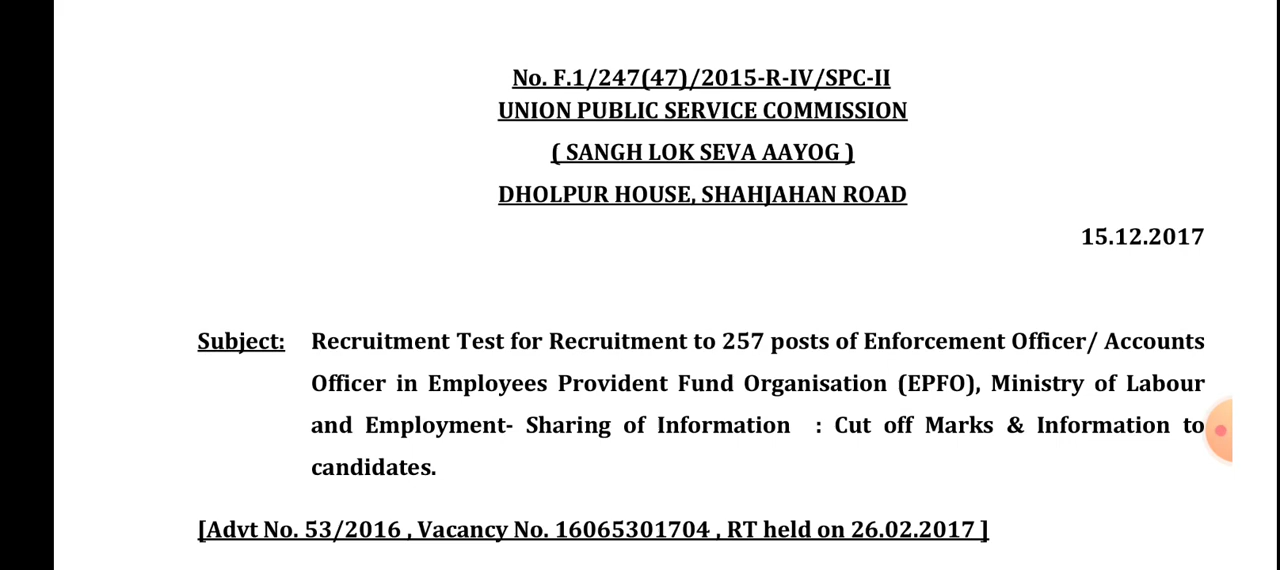 No. F.1/247(47)/2015-R-IV/SPC-II
UNION PUBLIC SERVICE COMMISSION
( SANGH LOK SEVA AAYOG )
DHOLPUR HOUSE, SHAHJAHAN ROAD
15.12.2017
Subject: Recruitment Test for Recruitment to 257 posts of Enforcement Officer/ Accounts
Officer in Employees Provident Fund Organisation (EPFO), Ministry of Labour
and Employment- Sharing of Information : Cut off Marks & Information to
candidates.
[Advt No. 53/2016 , Vacancy No. 16065301704 , RT held on 26.02.2017 ]